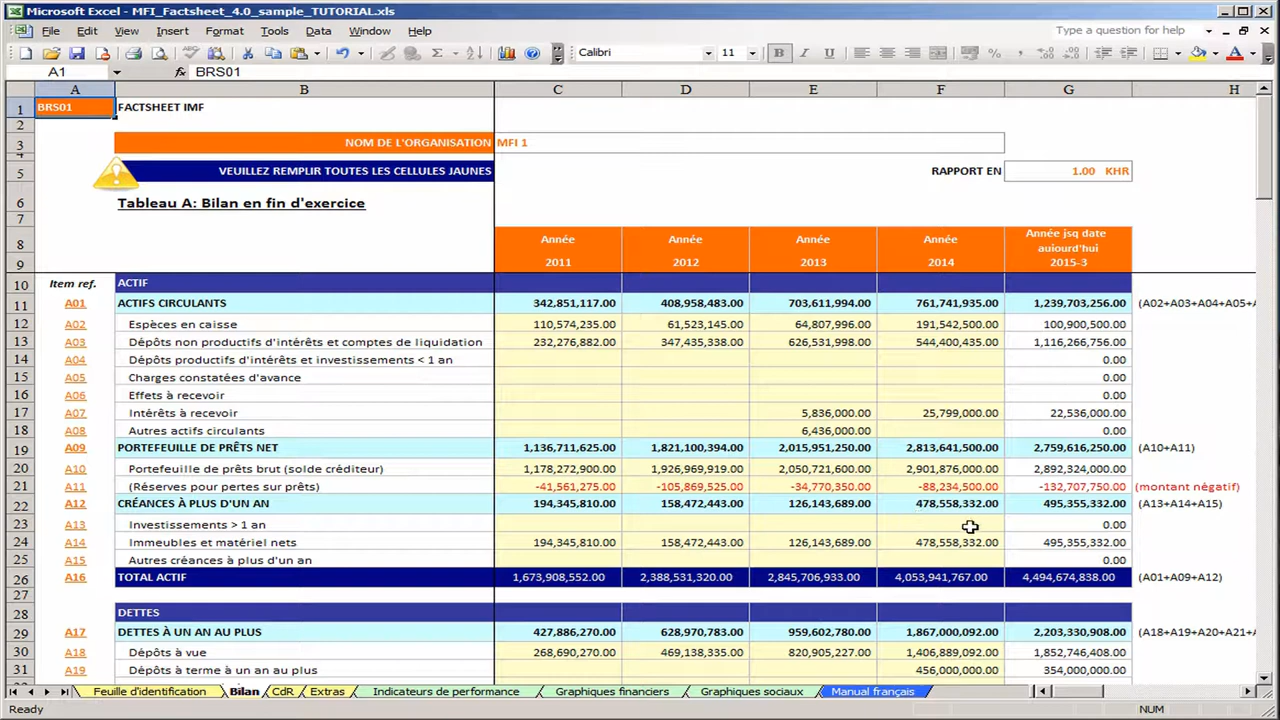 Microsoft Excel - MFI_Factsheet_4.0_sample_TUTORIAL.xls
File Edit View Insert Format Tools Data Window Help Type a question for help
Calibri 11 B I U
A1 fx BRS01
A B C D E F G H
1 BRS01 FACTSHEET IMF
2
3 NOM DE L'ORGANISATION MFI 1
4
5 VEUILLEZ REMPLIR TOUTES LES CELLULES JAUNES RAPPORT EN 1.00 KHR
6 Tableau A: Bilan en fin d'exercice
7
8 Année Année Année Année Année jsq date auiourd'hui
9 2011 2012 2013 2014 2015-3
10 Item ref. ACTIF
11 A01 ACTIFS CIRCULANTS 342,851,117.00 408,958,483.00 703,611,994.00 761,741,935.00 1,239,703,256.00 (A02+A03+A04+A05+A
12 A02 Espèces en caisse 110,574,235.00 61,523,145.00 64,807,996.00 191,542,500.00 100,900,500.00
13 A03 Dépôts non productifs d'intérêts et comptes de liquidation 232,276,882.00 347,435,338.00 626,531,998.00 544,400,435.00 1,116,266,756.00
14 A04 Dépôts productifs d'intérêts et investissements < 1 an 0.00
15 A05 Charges constatées d'avance 0.00
16 A06 Effets à recevoir 0.00
17 A07 Intérêts à recevoir 5,836,000.00 25,799,000.00 22,536,000.00
18 A08 Autres actifs circulants 6,436,000.00 0.00
19 A09 PORTEFEUILLE DE PRÊTS NET 1,136,711,625.00 1,821,100,394.00 2,015,951,250.00 2,813,641,500.00 2,759,616,250.00 (A10+A11)
20 A10 Portefeuille de prêts brut (solde créditeur) 1,178,272,900.00 1,926,969,919.00 2,050,721,600.00 2,901,876,000.00 2,892,324,000.00
21 A11 (Réserves pour pertes sur prêts) -41,561,275.00 -105,869,525.00 -34,770,350.00 -88,234,500.00 -132,707,750.00 (montant négatif)
22 A12 CRÉANCES À PLUS D'UN AN 194,345,810.00 158,472,443.00 126,143,689.00 478,558,332.00 495,355,332.00 (A13+A14+A15)
23 A13 Investissements > 1 an 0.00
24 A14 Immeubles et matériel nets 194,345,810.00 158,472,443.00 126,143,689.00 478,558,332.00 495,355,332.00
25 A15 Autres créances à plus d'un an 0.00
26 A16 TOTAL ACTIF 1,673,908,552.00 2,388,531,320.00 2,845,706,933.00 4,053,941,767.00 4,494,674,838.00 (A01+A09+A12)
27
28 DETTES
29 A17 DETTES À UN AN AU PLUS 427,886,270.00 628,970,783.00 959,602,780.00 1,867,000,092.00 2,203,330,908.00 (A18+A19+A20+A21+
30 A18 Dépôts à vue 268,690,270.00 469,138,335.00 820,905,227.00 1,406,889,092.00 1,852,746,408.00
31 A19 Dépôts à terme à un an au plus 456,000,000.00 354,000,000.00
Feuille d'identification Bilan CdR Extras Indicateurs de performance Graphiques financiers Graphiques sociaux Manual français
Ready NUM